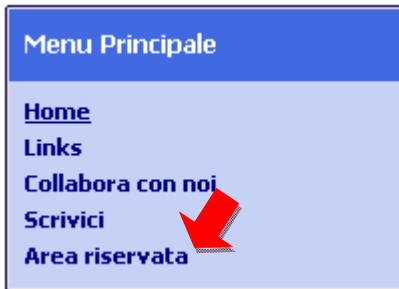 Menu Principale
Home
Links
Collabora con noi
Scrivici
Area riservata